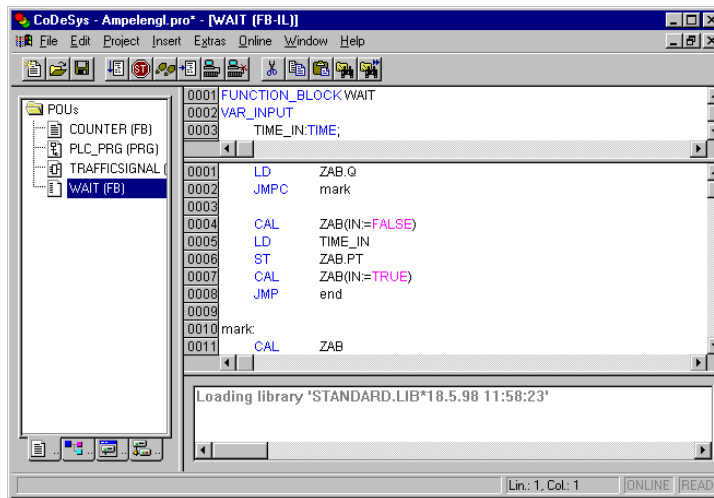 CoDeSys - Ampelengl.pro* - [WAIT (FB-IL)]
File Edit Project Insert Extras Online Window Help
POUs
COUNTER (FB)
PLC_PRG (PRG)
TRAFFICSIGNAL (
WAIT (FB)
0001 FUNCTION_BLOCK WAIT
0002 VAR_INPUT
0003 TIME_IN:TIME;
0001 LD ZAB.Q
0002 JMPC mark
0003
0004 CAL ZAB(IN:=FALSE)
0005 LD TIME_IN
0006 ST ZAB.PT
0007 CAL ZAB(IN:=TRUE)
0008 JMP end
0009
0010 mark:
0011 CAL ZAB
Loading library 'STANDARD.LIB*18.5.98 11:58:23'
Lin.: 1, Col.: 1 ONLINE READ